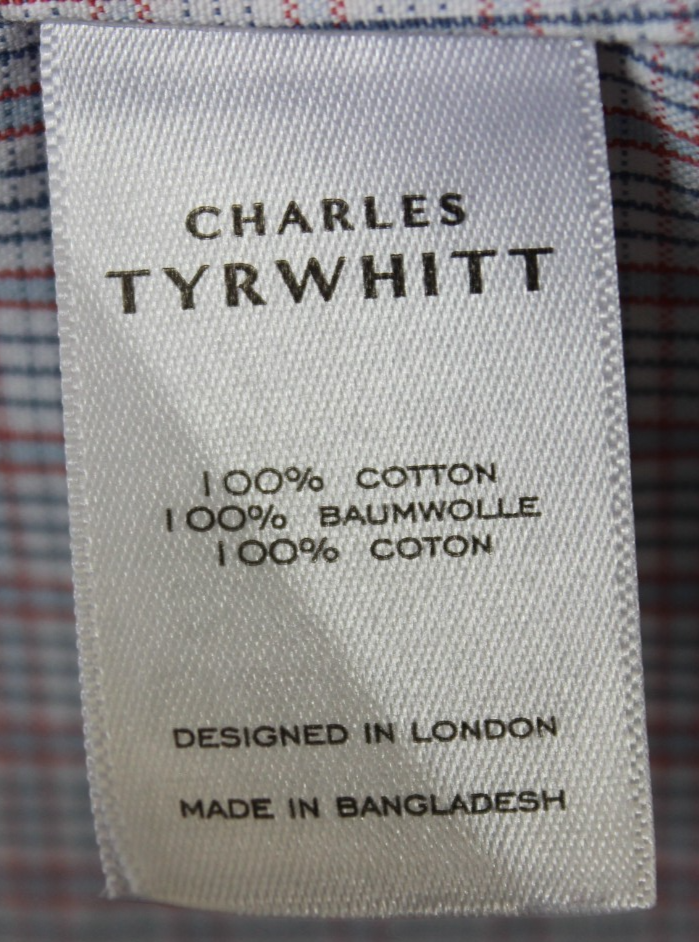 CHARLES
TYRWHITT
100% COTTON
100% BAUMWOLLE
100% COTON
DESIGNED IN LONDON
MADE IN BANGLADESH